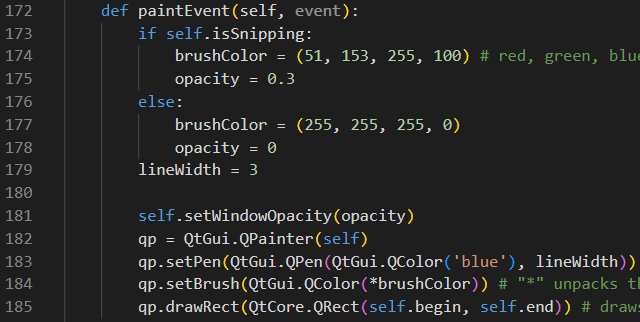 172 def paintEvent(self, event):
173 if self.isSnipping:
174 brushColor = (51, 153, 255, 100) # red, green, blue
175 opacity = 0.3
176 else:
177 brushColor = (255, 255, 255, 0)
178 opacity = 0
179 lineWidth = 3
180
181 self.setWindowOpacity(opacity)
182 qp = QtGui.QPainter(self)
183 qp.setPen(QtGui.QPen(QtGui.QColor('blue'), lineWidth))
184 qp.setBrush(QtGui.QColor(*brushColor)) # "*" unpacks th
185 qp.drawRect(QtCore.QRect(self.begin, self.end)) # draws